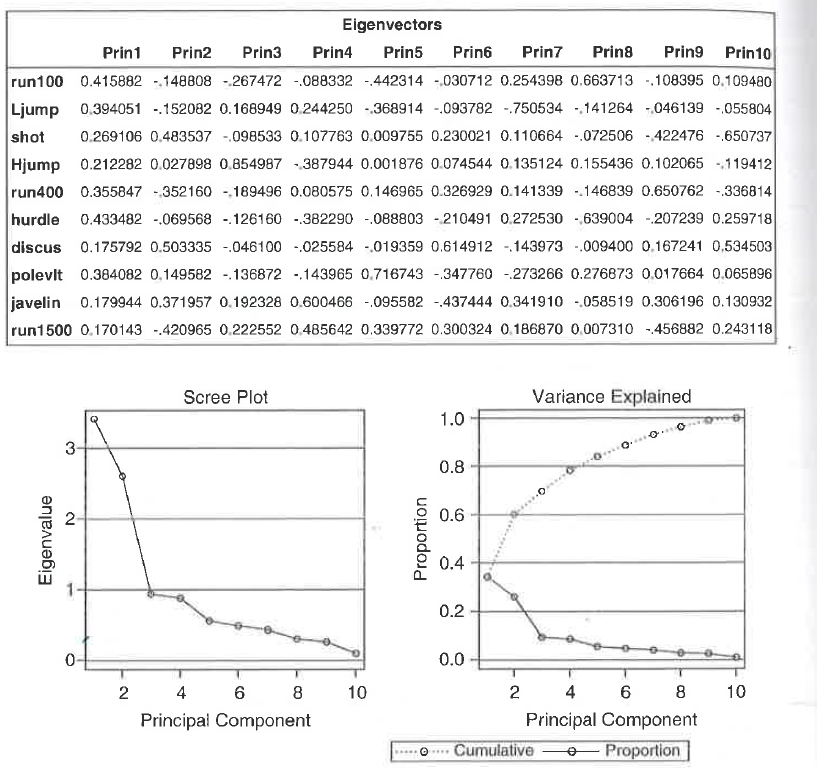 Eigenvectors
Prin1 Prin2 Prin3 Prin4 Prin5 Prin6 Prin7 Prin8 Prin9 Prin10
run100 0.415882 -.148808 -.267472 -.088332 -.442314 -.030712 0.254398 0.663713 -.108395 0.109480
Ljump 0.394051 -.152082 0.168949 0.244250 -.368914 -.093782 -.750534 -.141264 -.046139 -.055804
shot 0.269106 0.483537 -.098533 0.107763 0.009755 0.230021 0.110664 -.072506 -.422476 -.650737
Hjump 0.212282 0.027898 0.854987 -.387944 0.001876 0.074544 0.135124 0.155436 0.102065 -.119412
run400 0.355847 -.352160 -.189496 0.080575 0.146965 0.326929 0.141339 -.146839 0.650762 -.336814
hurdle 0.433482 -.069568 -.126160 -.382290 -.088803 -.210491 0.272530 -.639004 -.207239 0.259718
discus 0.175792 0.503335 -.046100 -.025584 -.019359 0.614912 -.143973 -.009400 0.167241 0.534503
polevlt 0.384082 0.149582 -.136872 -.143965 0.716743 -.347760 -.273266 0.276873 0.017664 0.065896
javelin 0.179944 0.371957 0.192328 0.600466 -.095582 -.437444 0.341910 -.058519 0.306196 0.130932
run1500 0.170143 -.420965 0.222552 0.485642 0.339772 0.300324 0.186870 0.007310 -.456882 0.243118
Scree Plot
Eigenvalue
3
2
1
0
2 4 6 8 10
Principal Component
Variance Explained
Proportion
1.0
0.8
0.6
0.4
0.2
0.0
2 4 6 8 10
Principal Component
Cumulative Proportion